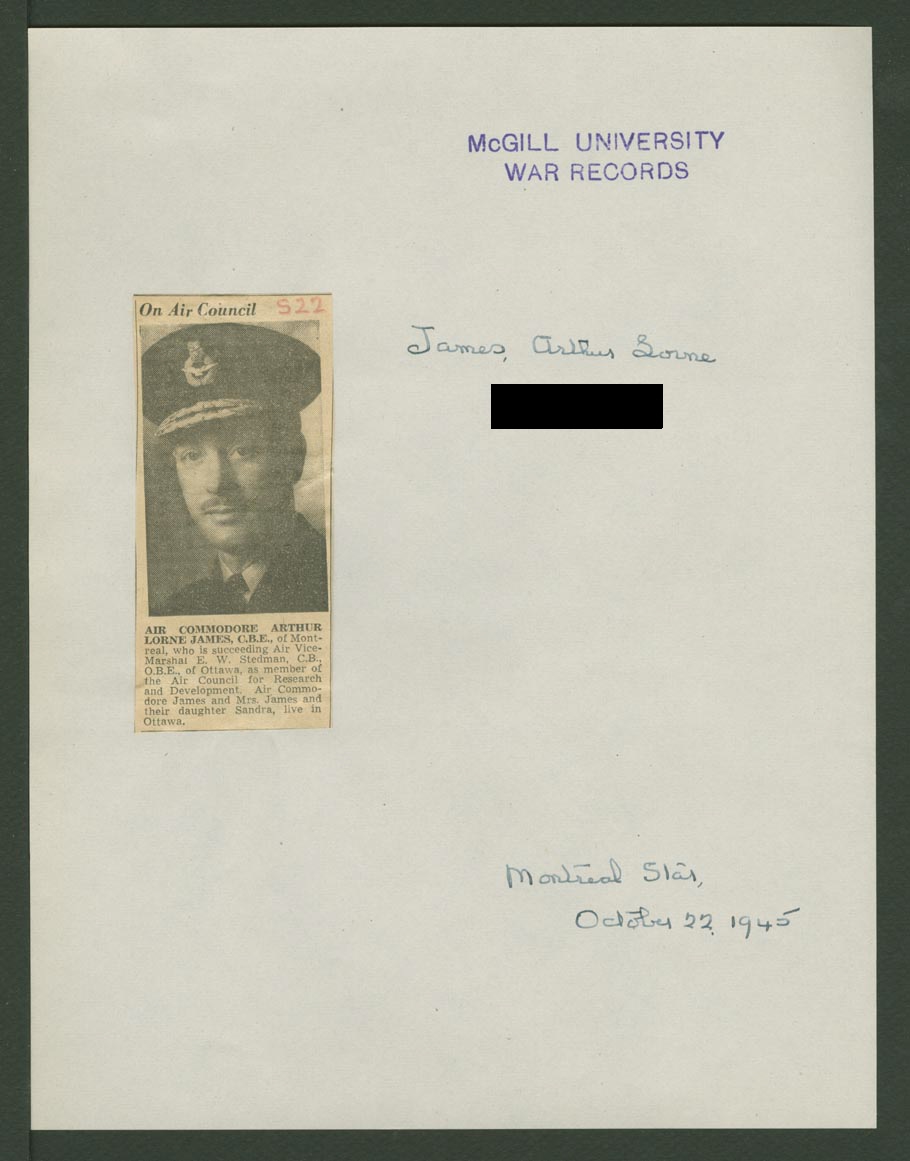 McGILL UNIVERSITY
WAR RECORDS
On Air Council S22
James, Arthur Lorne
AIR COMMODORE ARTHUR
LORNE JAMES, C.B.E., of Mont-
real, who is succeeding Air Vice-
Marshal E. W. Stedman, C.B.,
O.B.E., of Ottawa, as member of
the Air Council for Research
and Development. Air Commo-
dore James and Mrs. James and
their daughter Sandra, live in
Ottawa.
Montreal Star,
October 22, 1945